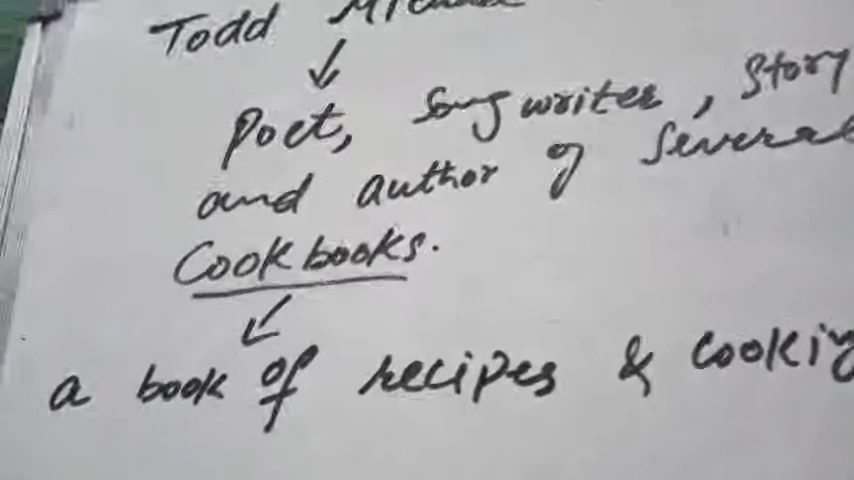 Todd
Poet, Songwriter, Story
and author of Several
Cookbooks.
a book of recipes & cooking